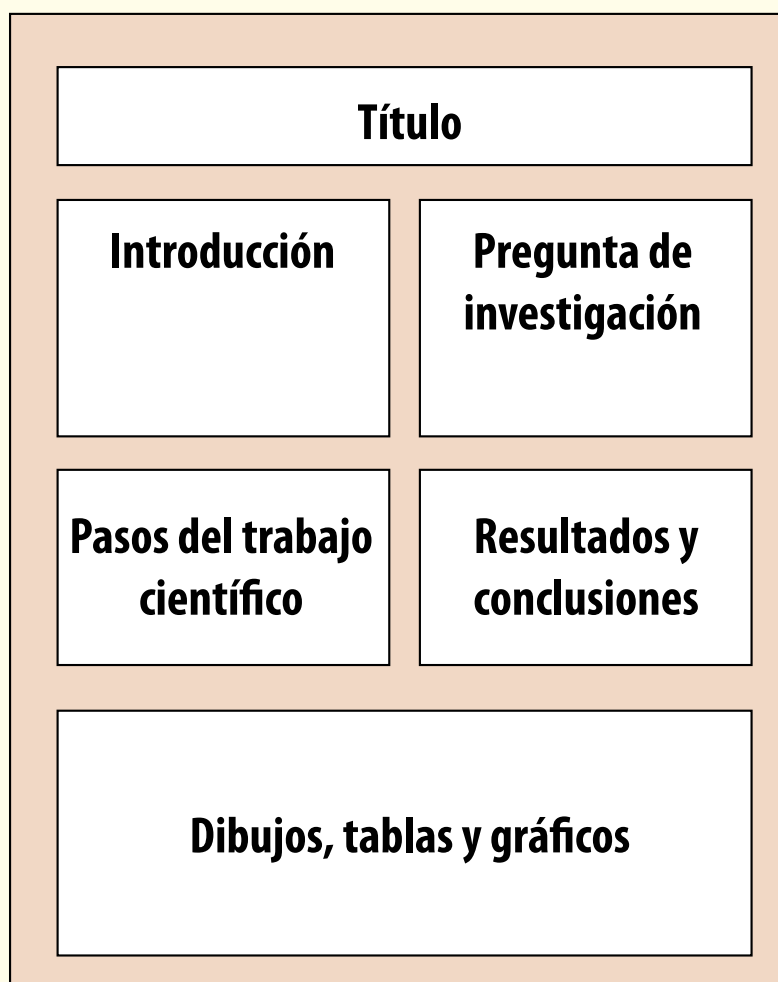 Título
Introducción
Pregunta de
investigación
Pasos del trabajo
científico
Resultados y
conclusiones
Dibujos, tablas y gráficos